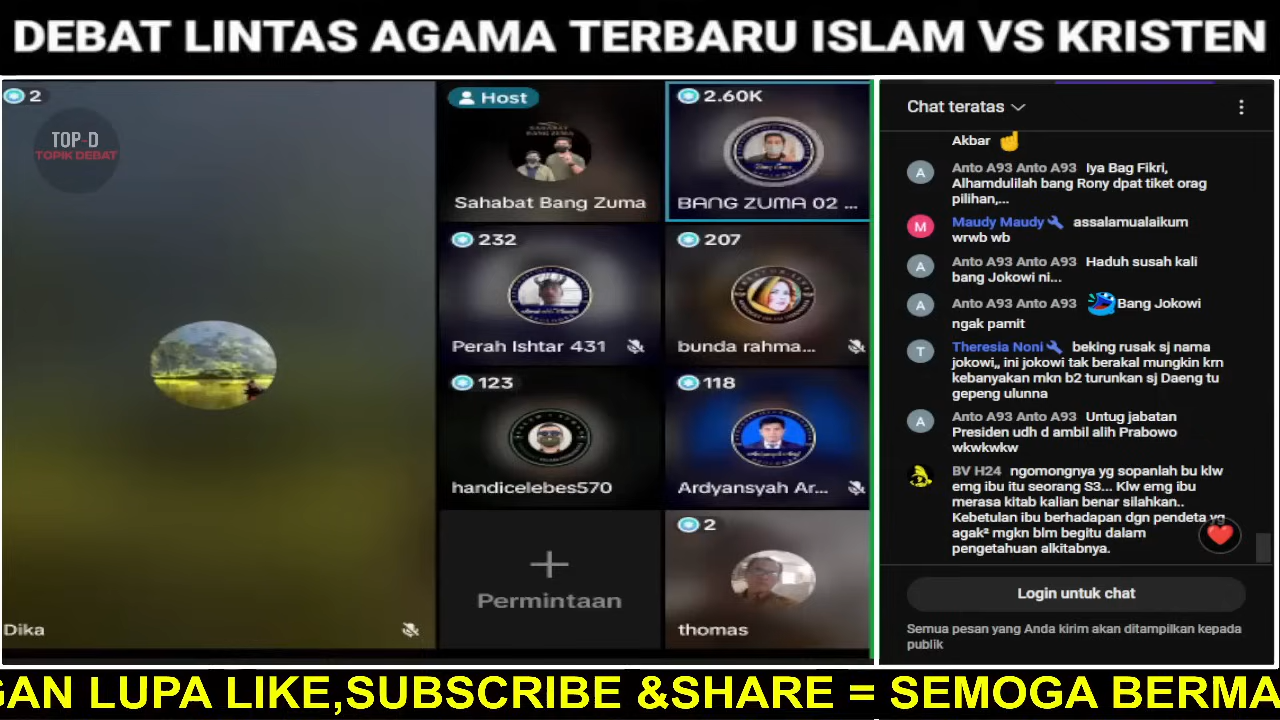 DEBAT LINTAS AGAMA TERBARU ISLAM VS KRISTEN
2
TOP-D
TOPIK DEBAT
Dika
Host
Sahabat Bang Zuma
2.60K
BANG ZUMA 02 ...
232
Perah Ishtar 431
207
bunda rahma...
123
handicelebes570
118
Ardyansyah Ar...
Permintaan
2
thomas
Chat teratas
Akbar ☝
A
Anto A93 Anto A93 Iya Bag Fikri,
Alhamdulilah bang Rony dpat tiket orag
pilihan,...
M
Maudy Maudy assalamualaikum
wrwb wb
A
Anto A93 Anto A93 Haduh susah kali
bang Jokowi ni...
A
Anto A93 Anto A93 Bang Jokowi
ngak pamit
T
Theresia Noni beking rusak sj nama
jokowi,, ini jokowi tak berakal mungkin krn
kebanyakan mkn b2 turunkan sj Daeng tu
gepeng ulunna
A
Anto A93 Anto A93 Untug jabatan
Presiden udh d ambil alih Prabowo
wkwkwkw
BV H24 ngomongnya yg sopanlah bu klw
emg ibu itu seorang S3... Klw emg ibu
merasa kitab kalian benar silahkan..
Kebetulan ibu berhadapan dgn pendeta yg
agak² mgkn blm begitu dalam
pengetahuan alkitabnya.
Login untuk chat
Semua pesan yang Anda kirim akan ditampilkan kepada
publik
GAN LUPA LIKE,SUBSCRIBE &SHARE = SEMOGA BERMA